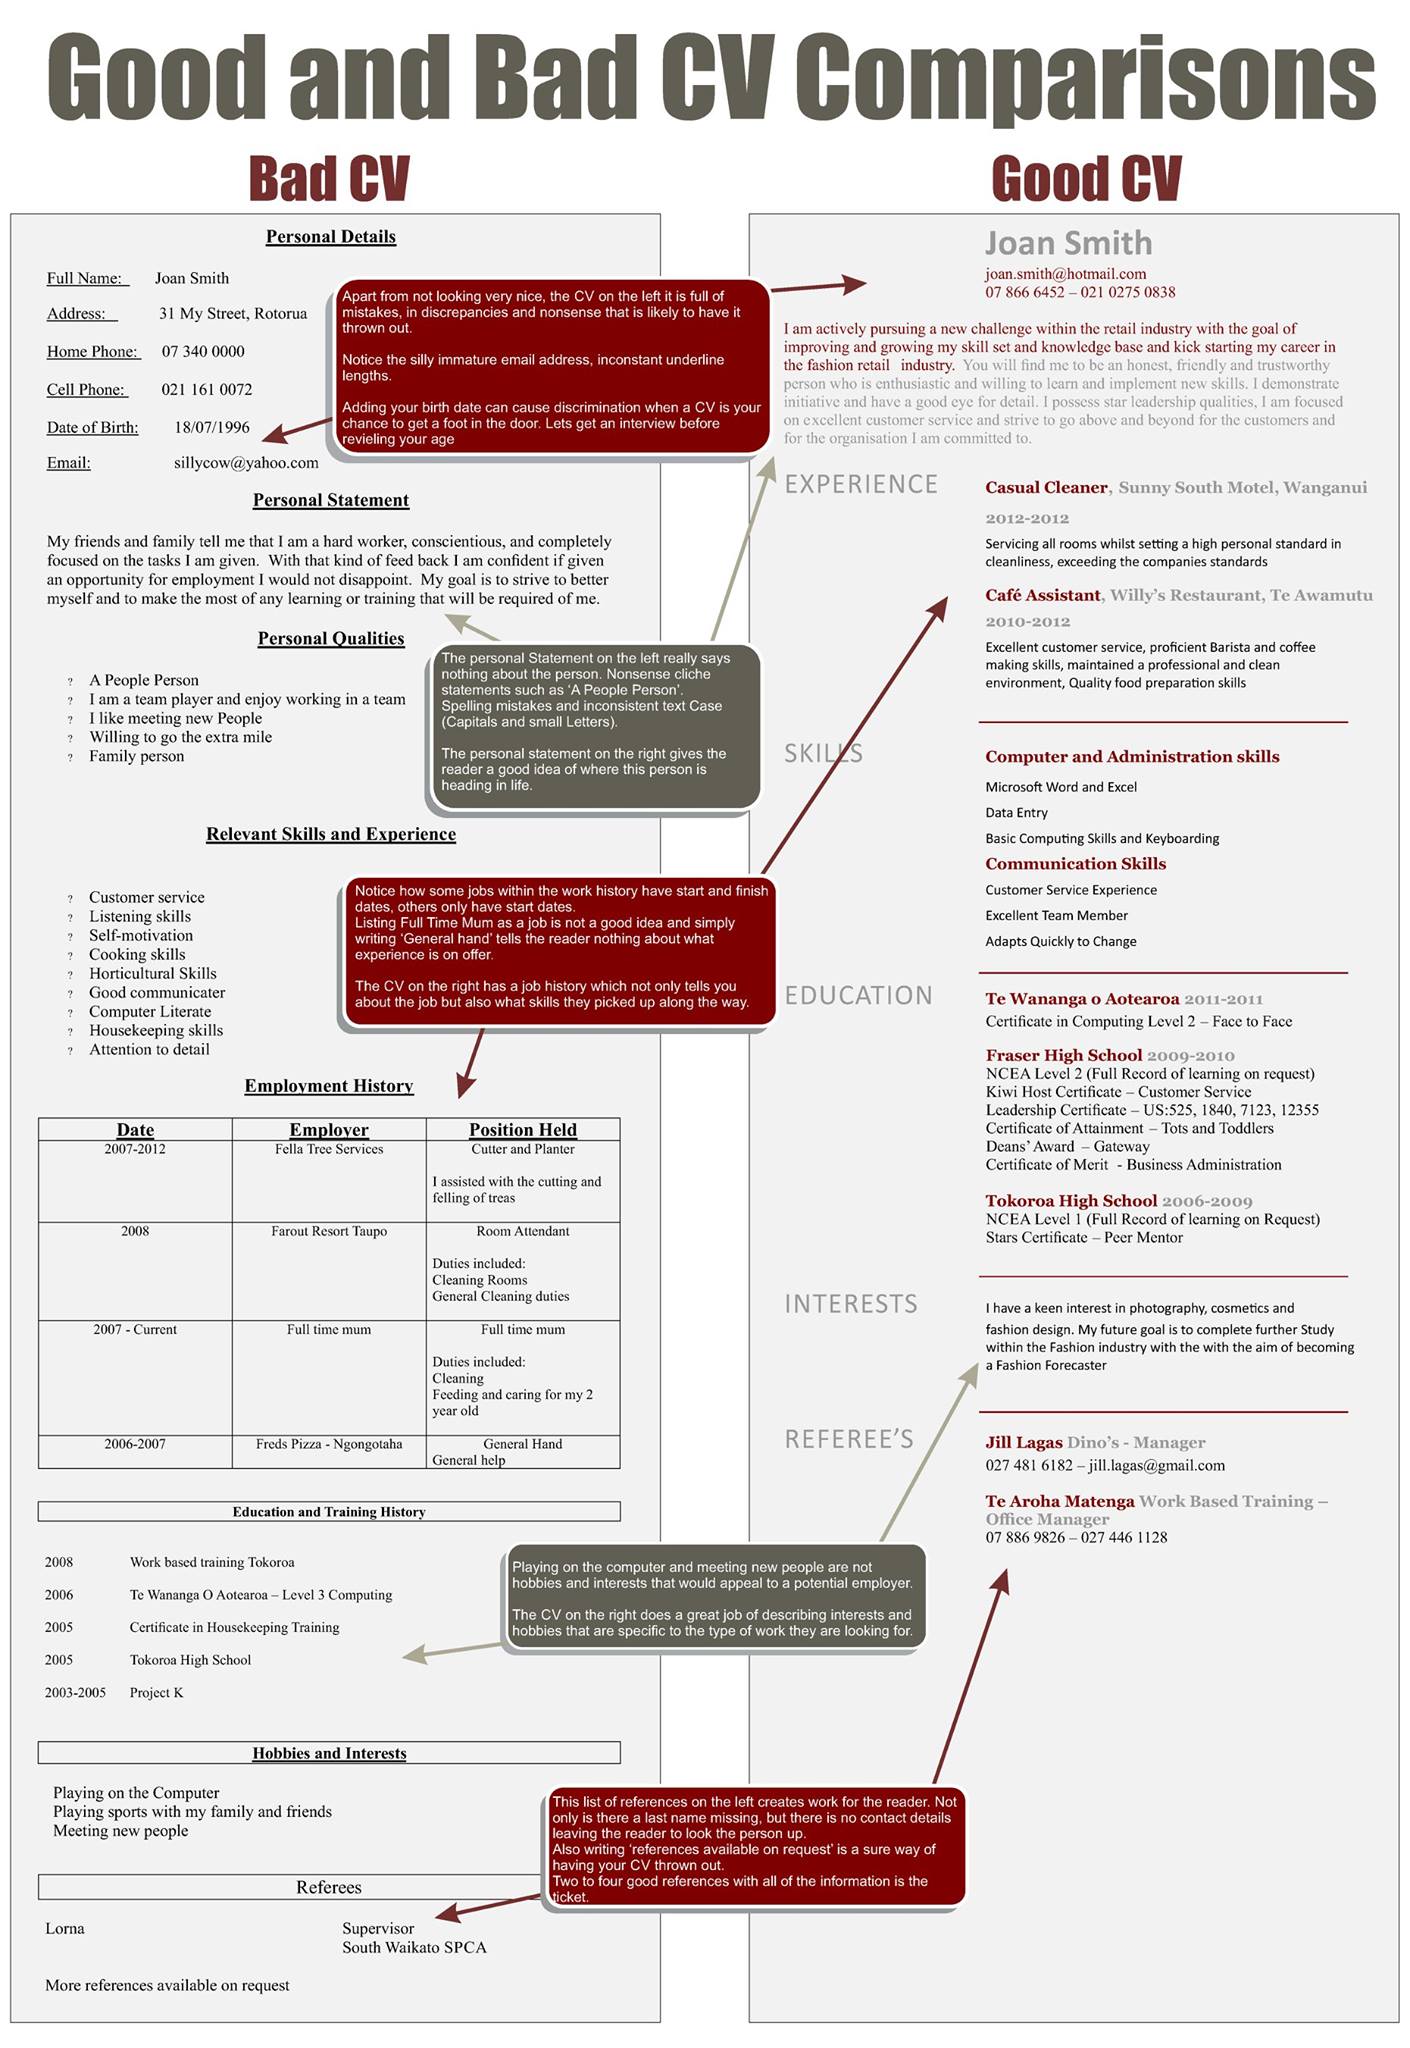 Good and Bad CV Comparisons
Bad CV
Personal Details
Full Name: Joan Smith
Address: 31 My Street, Rotorua
Home Phone: 07 340 0000
Cell Phone: 021 161 0072
Date of Birth: 18/07/1996
Email: sillycow@yahoo.com
Apart from not looking very nice, the CV on the left it is full of
mistakes, in discrepancies and nonsense that is likely to have it
thrown out.
Notice the silly immature email address, inconstant underline
lengths.
Adding your birth date can cause discrimination when a CV is your
chance to get a foot in the door. Lets get an interview before
revieling your age
Personal Statement
My friends and family tell me that I am a hard worker, conscientious, and completely
focused on the tasks I am given. With that kind of feed back I am confident if given
an opportunity for employment I would not disappoint. My goal is to strive to better
myself and to make the most of any learning or training that will be required of me.
Personal Qualities
? A People Person
? I am a team player and enjoy working in a team
? I like meeting new People
? Willing to go the extra mile
? Family person
The personal Statement on the left really says
nothing about the person. Nonsense cliche
statements such as ‘A People Person’.
Spelling mistakes and inconsistent text Case
(Capitals and small Letters).
The personal statement on the right gives the
reader a good idea of where this person is
heading in life.
Relevant Skills and Experience
? Customer service
? Listening skills
? Self-motivation
? Cooking skills
? Horticultural Skills
? Good communicater
? Computer Literate
? Housekeeping skills
? Attention to detail
Notice how some jobs within the work history have start and finish
dates, others only have start dates.
Listing Full Time Mum as a job is not a good idea and simply
writing ‘General hand’ tells the reader nothing about what
experience is on offer.
The CV on the right has a job history which not only tells you
about the job but also what skills they picked up along the way.
Employment History
Date Employer Position Held
2007-2012 Fella Tree Services Cutter and Planter
I assisted with the cutting and
felling of treas
2008 Farout Resort Taupo Room Attendant
Duties included:
Cleaning Rooms
General Cleaning duties
2007 - Current Full time mum Full time mum
Duties included:
Cleaning
Feeding and caring for my 2
year old
2006-2007 Freds Pizza - Ngongotaha General Hand
General help
Education and Training History
2008 Work based training Tokoroa
2006 Te Wananga O Aotearoa – Level 3 Computing
2005 Certificate in Housekeeping Training
2005 Tokoroa High School
2003-2005 Project K
Playing on the computer and meeting new people are not
hobbies and interests that would appeal to a potential employer.
The CV on the right does a great job of describing interests and
hobbies that are specific to the type of work they are looking for.
Hobbies and Interests
Playing on the Computer
Playing sports with my family and friends
Meeting new people
This list of references on the left creates work for the reader. Not
only is there a last name missing, but there is no contact details
leaving the reader to look the person up.
Also writing ‘references available on request’ is a sure way of
having your CV thrown out.
Two to four good references with all of the information is the
ticket.
Referees
Lorna Supervisor
South Waikato SPCA
More references available on request
Good CV
Joan Smith
joan.smith@hotmail.com
07 866 6452 – 021 0275 0838
I am actively pursuing a new challenge within the retail industry with the goal of
improving and growing my skill set and knowledge base and kick starting my career in
the fashion retail industry. You will find me to be an honest, friendly and trustworthy
person who is enthusiastic and willing to learn and implement new skills. I demonstrate
initiative and have a good eye for detail. I possess star leadership qualities, I am focused
on excellent customer service and strive to go above and beyond for the customers and
for the organisation I am committed to.
EXPERIENCE
Casual Cleaner, Sunny South Motel, Wanganui
2012-2012
Servicing all rooms whilst setting a high personal standard in
cleanliness, exceeding the companies standards
Café Assistant, Willy’s Restaurant, Te Awamutu
2010-2012
Excellent customer service, proficient Barista and coffee
making skills, maintained a professional and clean
environment, Quality food preparation skills
SKILLS
Computer and Administration skills
Microsoft Word and Excel
Data Entry
Basic Computing Skills and Keyboarding
Communication Skills
Customer Service Experience
Excellent Team Member
Adapts Quickly to Change
EDUCATION
Te Wananga o Aotearoa 2011-2011
Certificate in Computing Level 2 – Face to Face
Fraser High School 2009-2010
NCEA Level 2 (Full Record of learning on request)
Kiwi Host Certificate – Customer Service
Leadership Certificate – US:525, 1840, 7123, 12355
Certificate of Attainment – Tots and Toddlers
Deans’ Award – Gateway
Certificate of Merit - Business Administration
Tokoroa High School 2006-2009
NCEA Level 1 (Full Record of learning on Request)
Stars Certificate – Peer Mentor
INTERESTS
I have a keen interest in photography, cosmetics and
fashion design. My future goal is to complete further Study
within the Fashion industry with the with the aim of becoming
a Fashion Forecaster
REFEREE’S
Jill Lagas Dino’s - Manager
027 481 6182 – jill.lagas@gmail.com
Te Aroha Matenga Work Based Training –
Office Manager
07 886 9826 – 027 446 1128